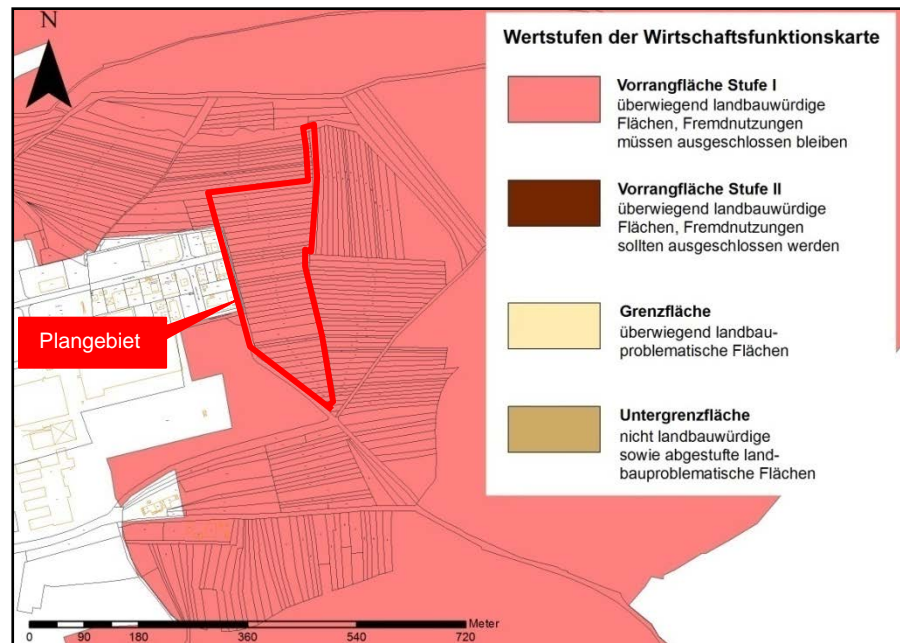 N
Wertstufen der Wirtschaftsfunktionskarte
Vorrangfläche Stufe I
überwiegend landbauwürdige
Flächen, Fremdnutzungen
müssen ausgeschlossen bleiben
Vorrangfläche Stufe II
überwiegend landbauwürdige
Flächen, Fremdnutzungen
sollten ausgeschlossen werden
Grenzfläche
überwiegend landbau-
problematische Flächen
Untergrenzfläche
nicht landbauwürdige
sowie abgestufte land-
bauproblematische Flächen
Plangebiet
Meter
0 90 180 360 540 720